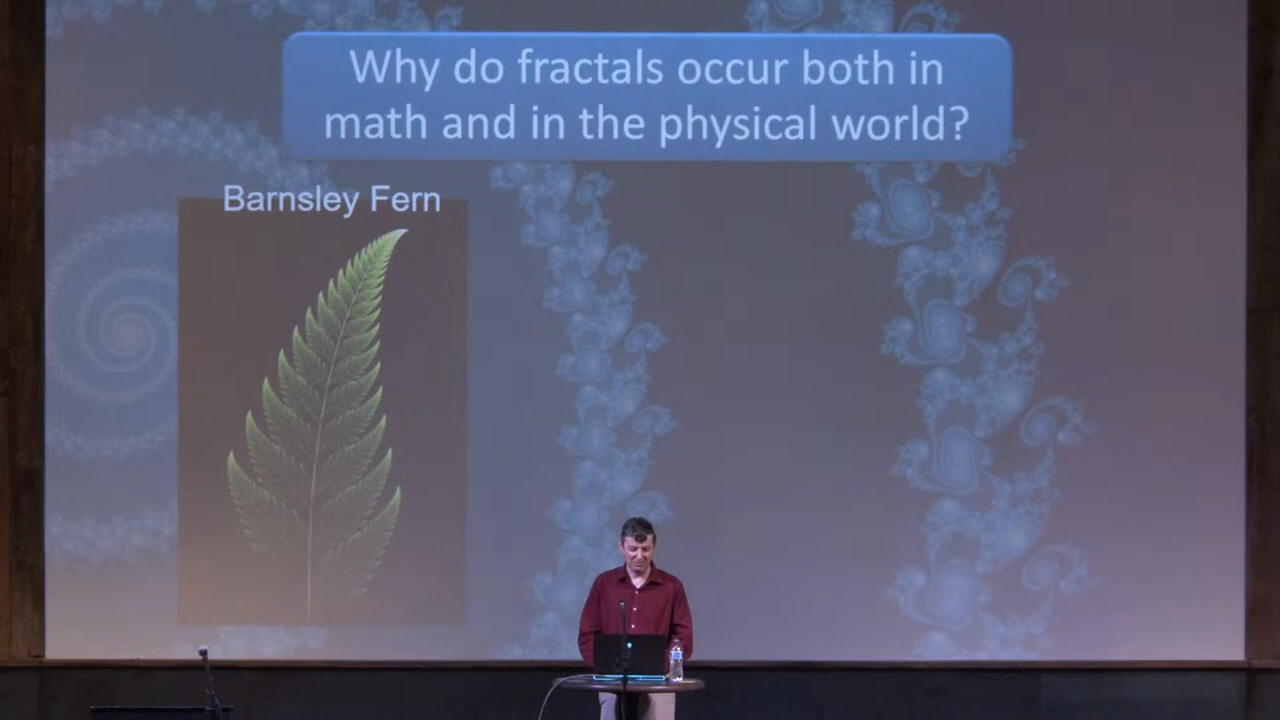 Why do fractals occur both in
math and in the physical world?
Barnsley Fern